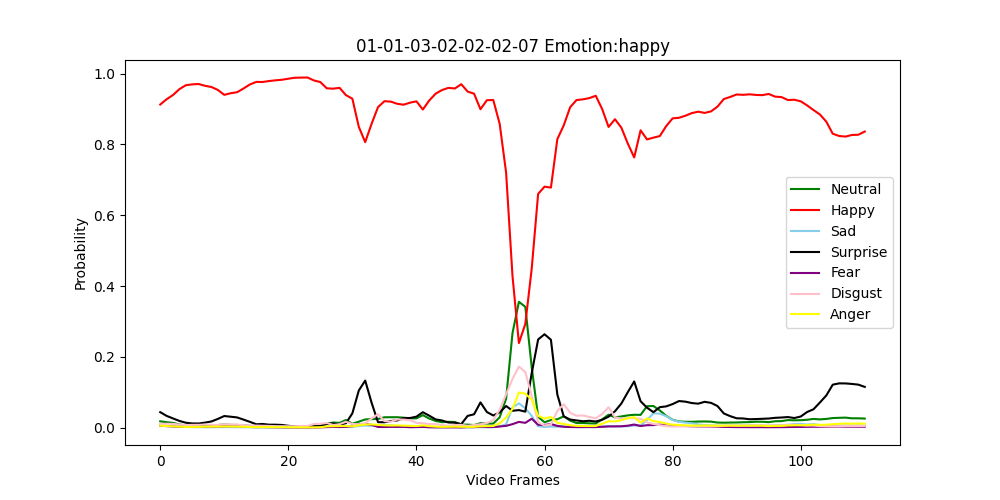 01-01-03-02-02-02-07 Emotion:happy
1.0
0.8
0.6
0.4
0.2
0.0
Probability
0 20 40 60 80 100
Video Frames
Neutral
Happy
Sad
Surprise
Fear
Disgust
Anger